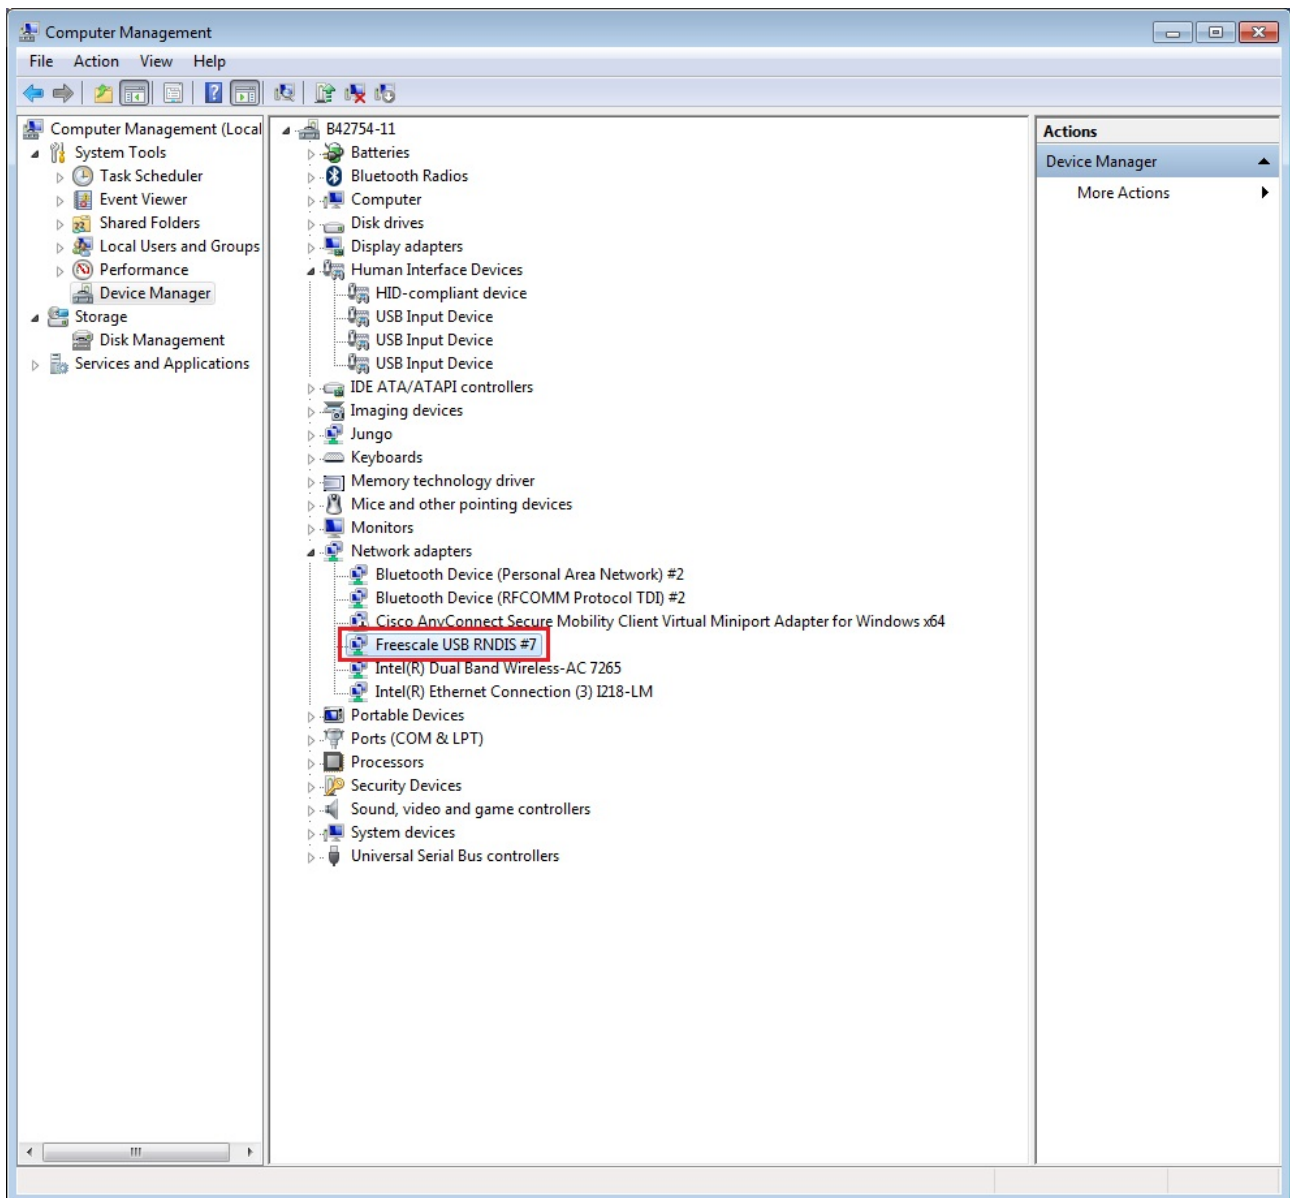 Computer Management
File Action View Help
Computer Management (Local
System Tools
Task Scheduler
Event Viewer
Shared Folders
Local Users and Groups
Performance
Device Manager
Storage
Disk Management
Services and Applications
B42754-11
Batteries
Bluetooth Radios
Computer
Disk drives
Display adapters
Human Interface Devices
HID-compliant device
USB Input Device
USB Input Device
USB Input Device
IDE ATA/ATAPI controllers
Imaging devices
Jungo
Keyboards
Memory technology driver
Mice and other pointing devices
Monitors
Network adapters
Bluetooth Device (Personal Area Network) #2
Bluetooth Device (RFCOMM Protocol TDI) #2
Cisco AnyConnect Secure Mobility Client Virtual Miniport Adapter for Windows x64
Freescale USB RNDIS #7
Intel(R) Dual Band Wireless-AC 7265
Intel(R) Ethernet Connection (3) I218-LM
Portable Devices
Ports (COM & LPT)
Processors
Security Devices
Sound, video and game controllers
System devices
Universal Serial Bus controllers
Actions
Device Manager
More Actions